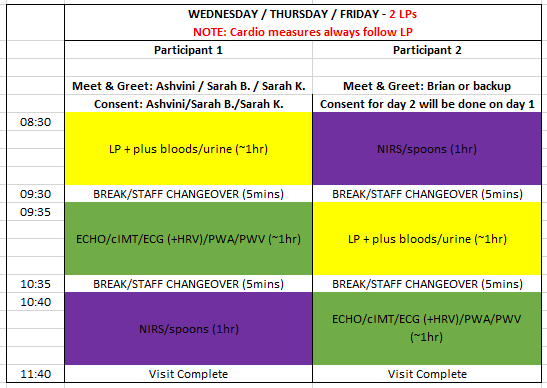 WEDNESDAY / THURSDAY / FRIDAY - 2 LPs
NOTE: Cardio measures always follow LP
Participant 1 Participant 2
Meet & Greet: Ashvini / Sarah B. / Sarah K. Meet & Greet: Brian or backup
Consent: Ashvini/Sarah B./Sarah K. Consent for day 2 will be done on day 1
08:30
LP + plus bloods/urine (~1hr) NIRS/spoons (1hr)
09:30 BREAK/STAFF CHANGEOVER (5mins) BREAK/STAFF CHANGEOVER (5mins)
09:35
ECHO/cIMT/ECG (+HRV)/PWA/PWV (~1hr) LP + plus bloods/urine (~1hr)
10:35 BREAK/STAFF CHANGEOVER (5mins) BREAK/STAFF CHANGEOVER (5mins)
10:40
NIRS/spoons (1hr) ECHO/cIMT/ECG (+HRV)/PWA/PWV
(~1hr)
11:40 Visit Complete Visit Complete